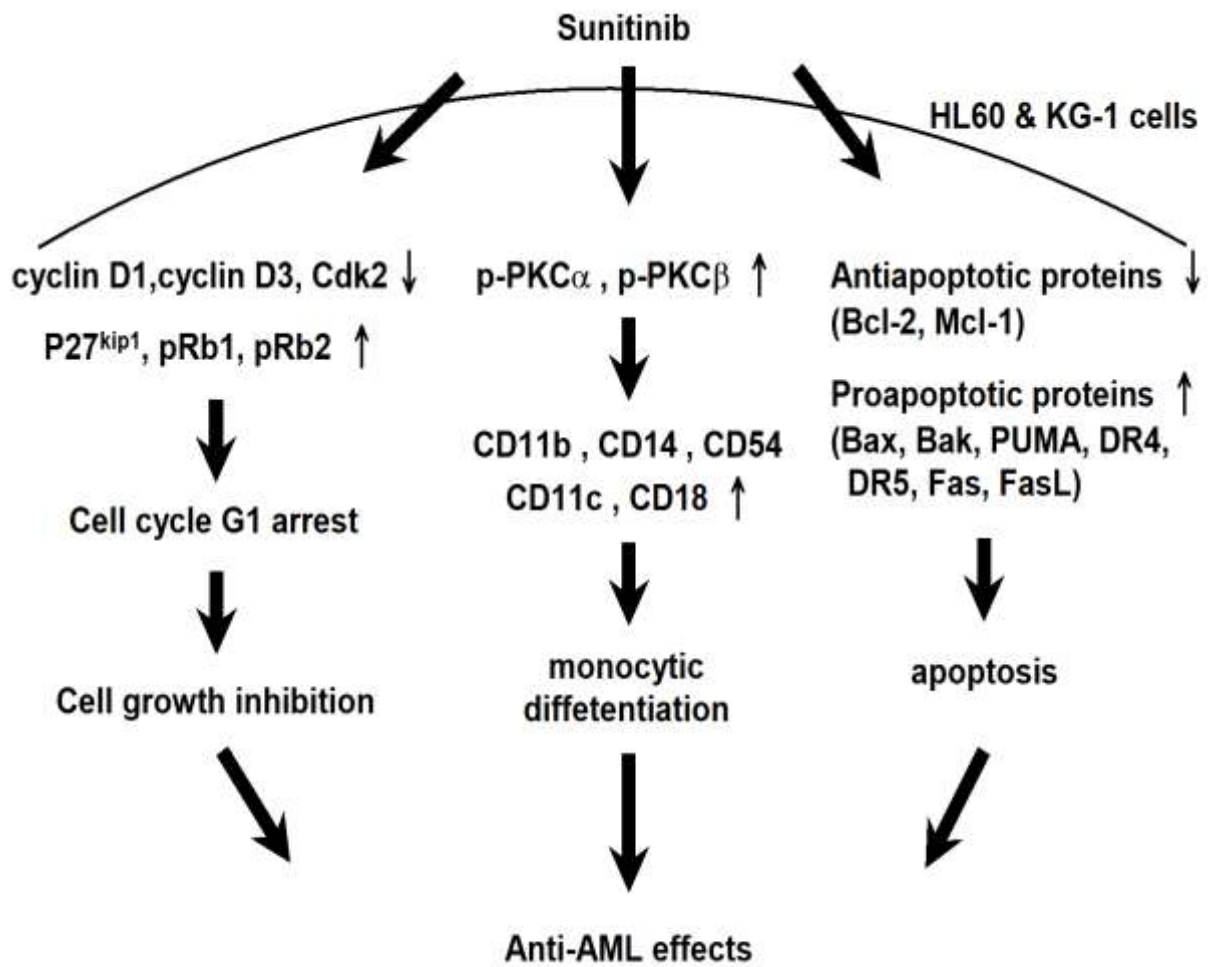 Sunitinib
HL60 & KG-1 cells
cyclin D1,cyclin D3, Cdk2 ↓
P27kip1, pRb1, pRb2 ↑
Cell cycle G1 arrest
Cell growth inhibition
p-PKCα , p-PKCβ ↑
CD11b , CD14 , CD54
CD11c , CD18 ↑
monocytic
diffetentiation
Antiapoptotic proteins ↓
(Bcl-2, Mcl-1)
Proapoptotic proteins ↑
(Bax, Bak, PUMA, DR4,
DR5, Fas, FasL)
apoptosis
Anti-AML effects